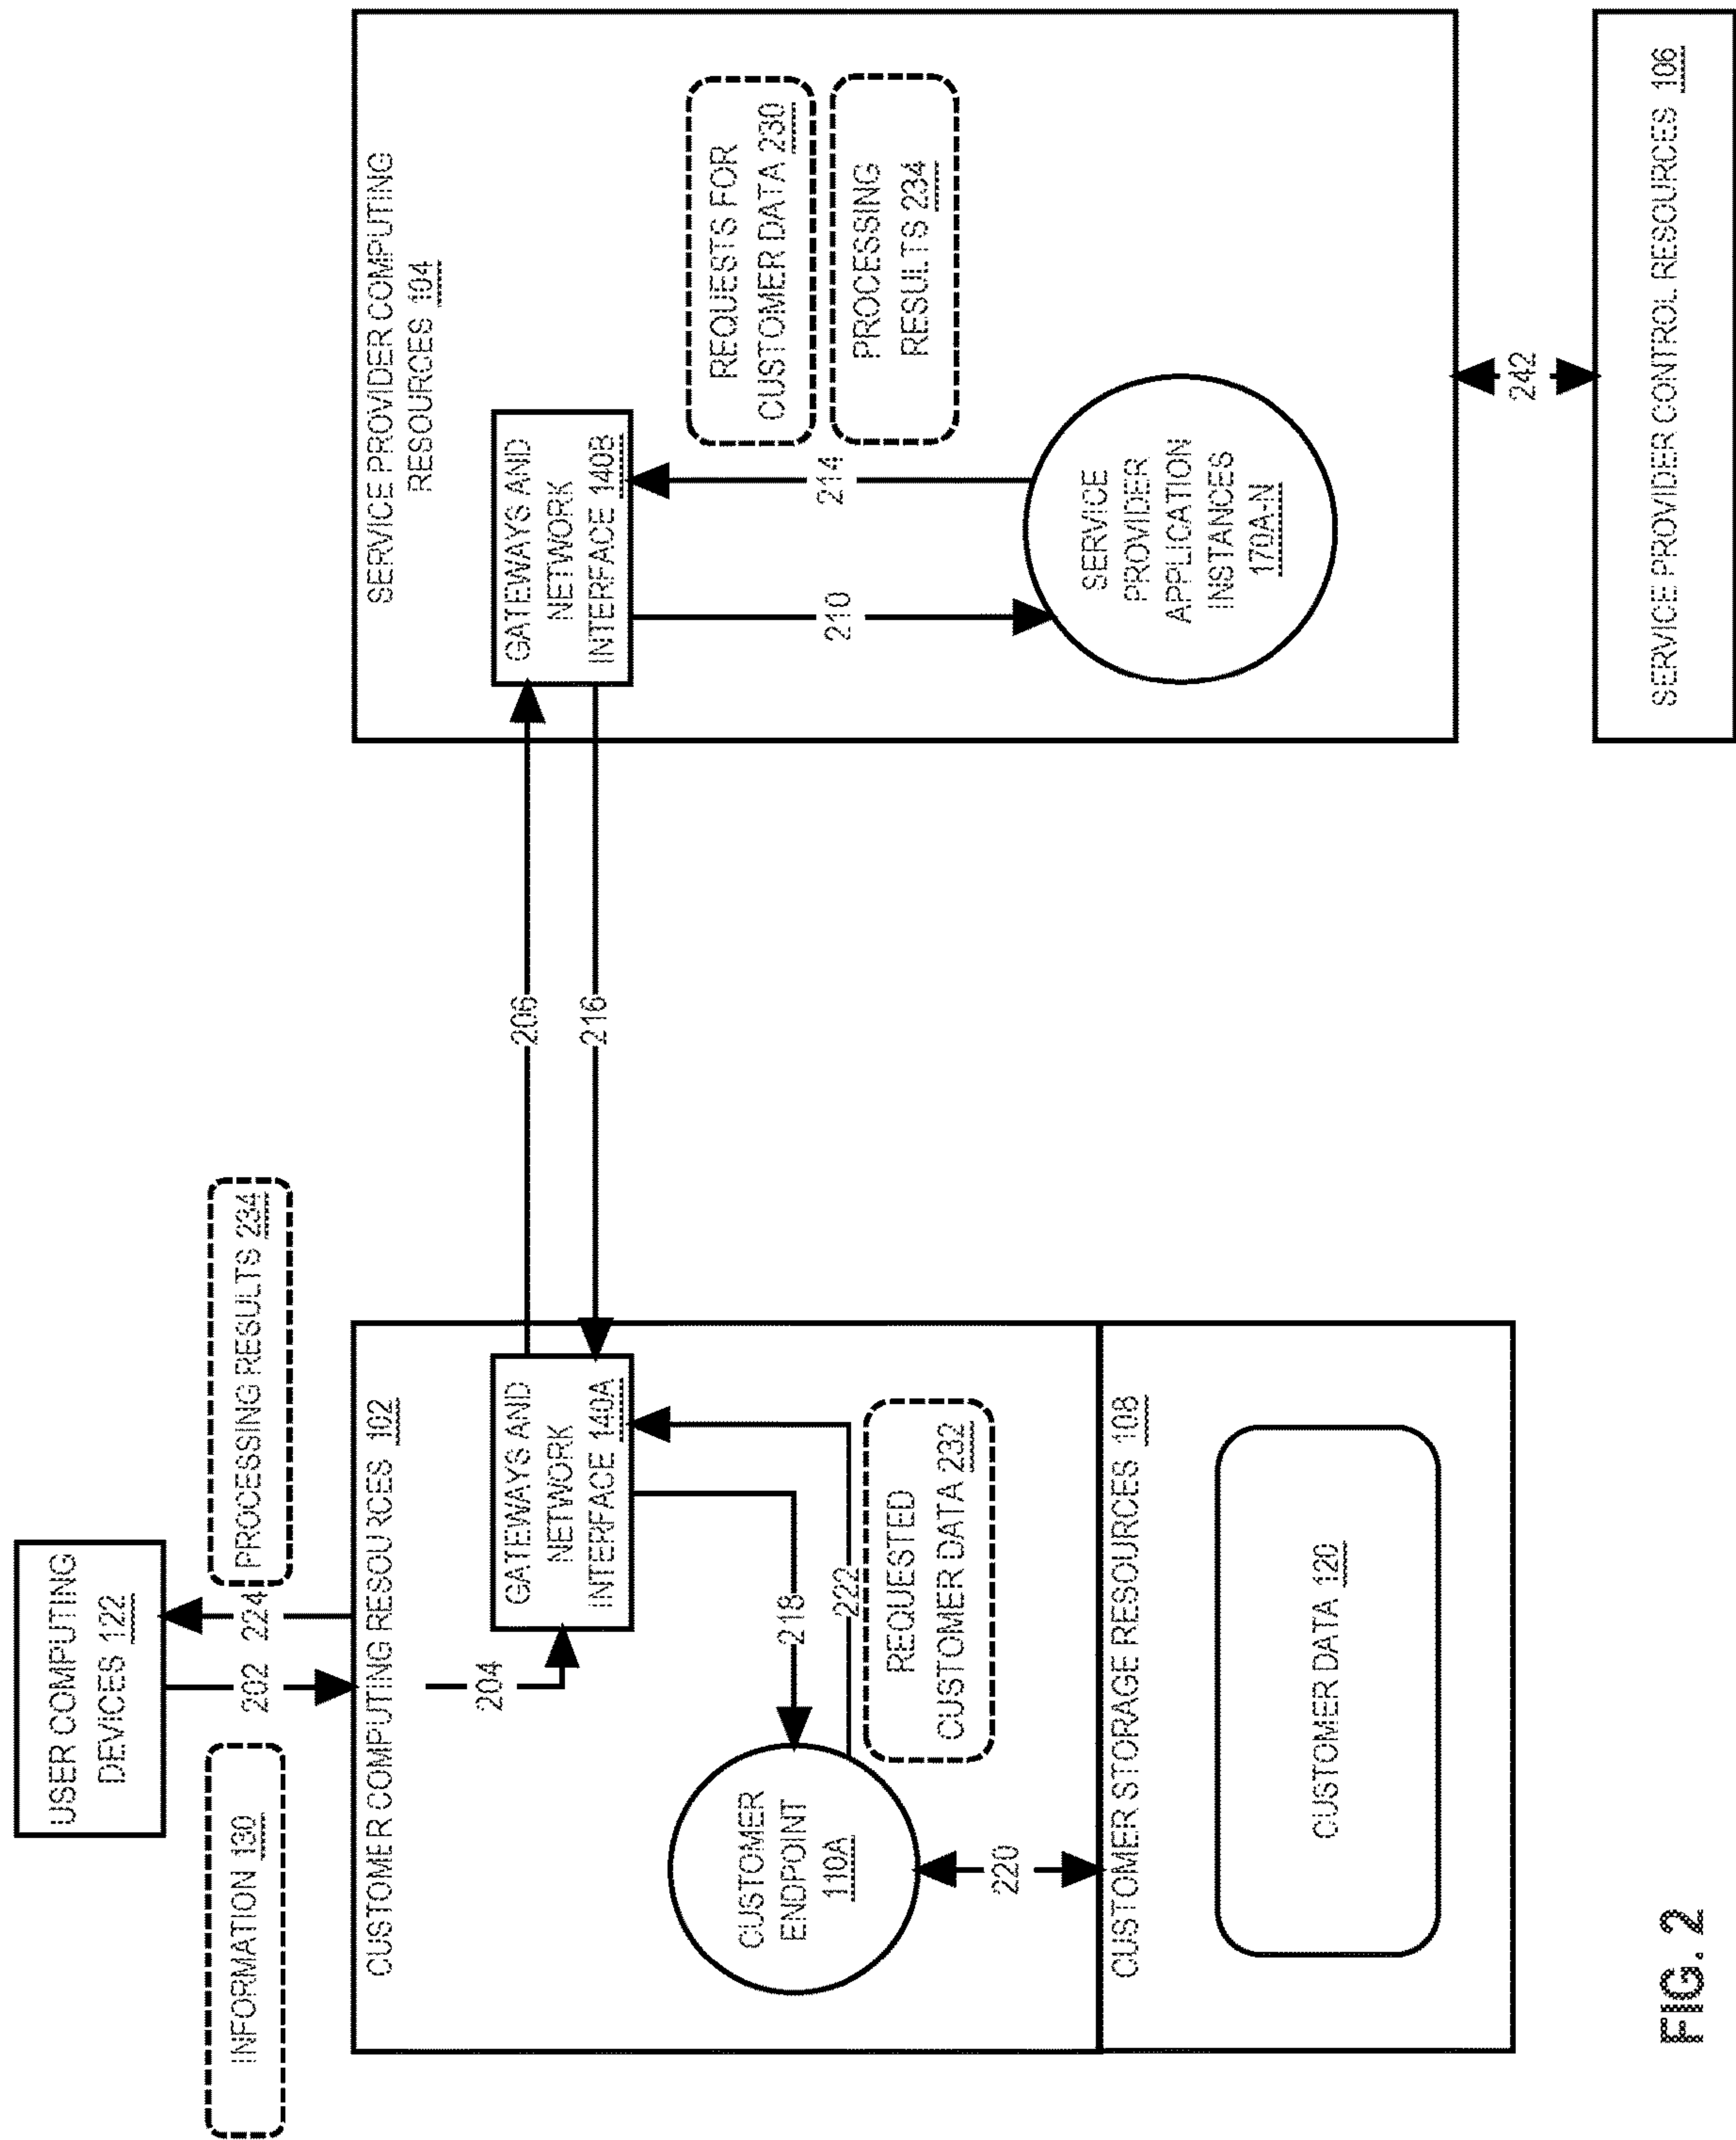 USER COMPUTING
DEVICES 122
INFORMATION 130
202
224
PROCESSING RESULTS 234
CUSTOMER COMPUTING RESOURCES 102
204
GATEWAYS AND
NETWORK
INTERFACE 140A
218
222
CUSTOMER
ENDPOINT
110A
REQUESTED
CUSTOMER DATA 232
220
CUSTOMER STORAGE RESOURCES 108
CUSTOMER DATA 120
206
216
SERVICE PROVIDER COMPUTING
RESOURCES 104
GATEWAYS AND
NETWORK
INTERFACE 140B
210
214
REQUESTS FOR
CUSTOMER DATA 230
PROCESSING
RESULTS 234
SERVICE
PROVIDER
APPLICATION
INSTANCES
170A-N
242
SERVICE PROVIDER CONTROL RESOURCES 106
FIG. 2